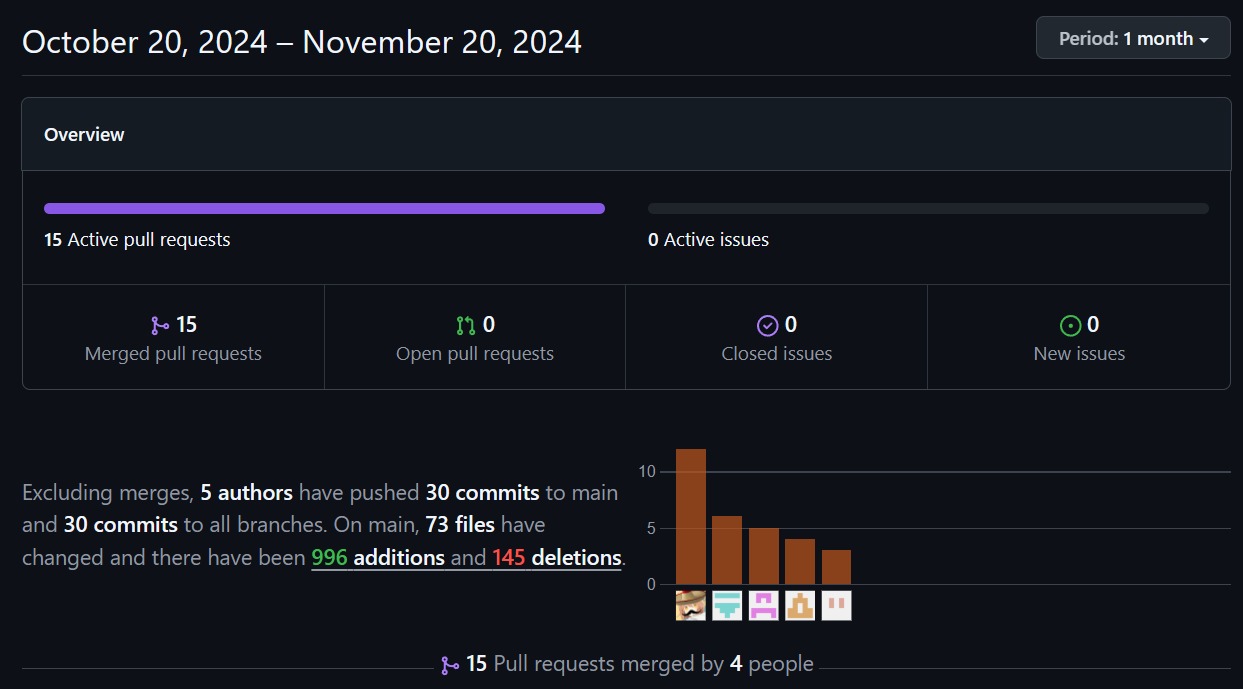 October 20, 2024 – November 20, 2024
Period: 1 month
Overview
15 Active pull requests
0 Active issues
15
Merged pull requests
0
Open pull requests
0
Closed issues
0
New issues
Excluding merges, 5 authors have pushed 30 commits to main
and 30 commits to all branches. On main, 73 files have
changed and there have been 996 additions and 145 deletions.
10
5
0
15 Pull requests merged by 4 people